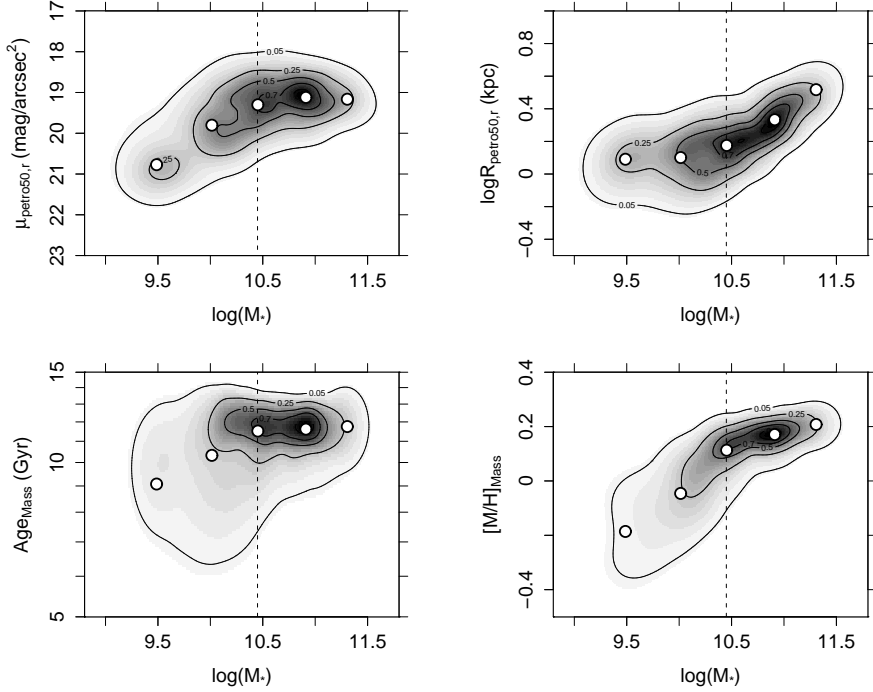 17 18 19 20 21 22 23
μpetro50,r (mag/arcsec²)
0.05
0.25
0.5
0.7
.25
9.5 10.5 11.5
log(M*)
0.8 0.4 0 −0.4
logRpetro50,r (kpc)
0.25
0.7
0.5
0.05
9.5 10.5 11.5
log(M*)
15 10 5
AgeMass (Gyr)
0.05
0.25
0.5
0.7
9.5 10.5 11.5
log(M*)
0.4 0.2 0 −0.4
[M/H]Mass
0.05
0.25
0.7 0.5
9.5 10.5 11.5
log(M*)